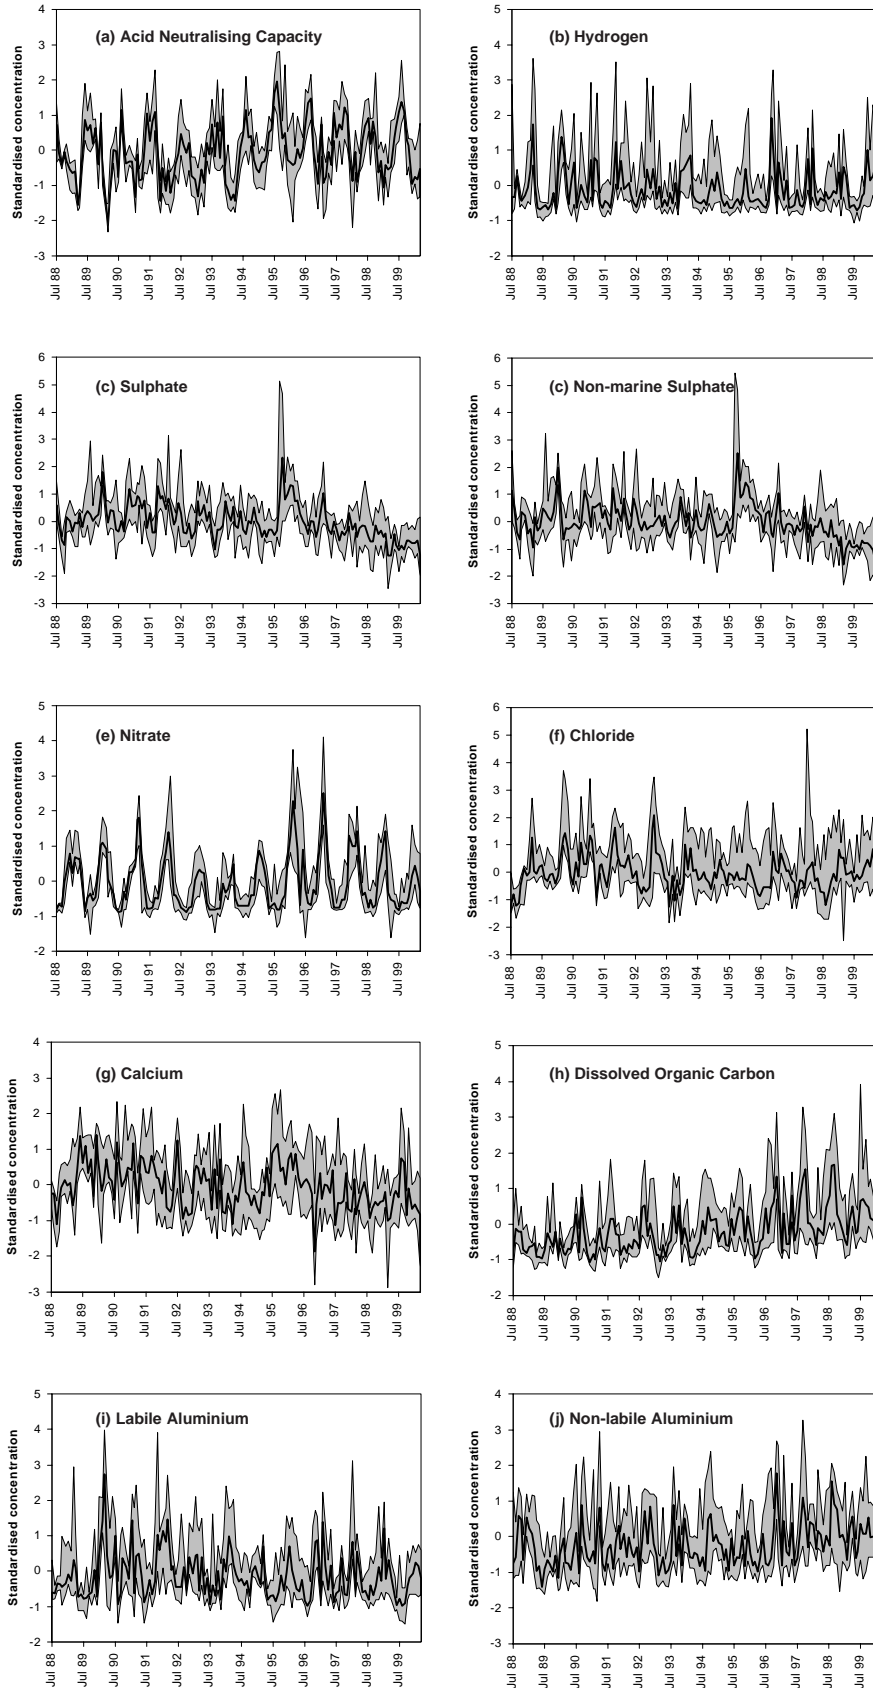 (a) Acid Neutralising Capacity
Standardised concentration
4
3
2
1
0
-1
-2
-3
Jul 88
Jul 89
Jul 90
Jul 91
Jul 92
Jul 93
Jul 94
Jul 95
Jul 96
Jul 97
Jul 98
Jul 99
(b) Hydrogen
Standardised concentration
5
4
3
2
1
0
-1
-2
Jul 88
Jul 89
Jul 90
Jul 91
Jul 92
Jul 93
Jul 94
Jul 95
Jul 96
Jul 97
Jul 98
Jul 99
(c) Sulphate
Standardised concentration
6
5
4
3
2
1
0
-1
-2
-3
Jul 88
Jul 89
Jul 90
Jul 91
Jul 92
Jul 93
Jul 94
Jul 95
Jul 96
Jul 97
Jul 98
Jul 99
(c) Non-marine Sulphate
Standardised concentration
6
5
4
3
2
1
0
-1
-2
-3
Jul 88
Jul 89
Jul 90
Jul 91
Jul 92
Jul 93
Jul 94
Jul 95
Jul 96
Jul 97
Jul 98
Jul 99
(e) Nitrate
Standardised concentration
5
4
3
2
1
0
-1
-2
Jul 88
Jul 89
Jul 90
Jul 91
Jul 92
Jul 93
Jul 94
Jul 95
Jul 96
Jul 97
Jul 98
Jul 99
(f) Chloride
Standardised concentration
6
5
4
3
2
1
0
-1
-2
-3
Jul 88
Jul 89
Jul 90
Jul 91
Jul 92
Jul 93
Jul 94
Jul 95
Jul 96
Jul 97
Jul 98
Jul 99
(g) Calcium
Standardised concentration
4
3
2
1
0
-1
-2
-3
Jul 88
Jul 89
Jul 90
Jul 91
Jul 92
Jul 93
Jul 94
Jul 95
Jul 96
Jul 97
Jul 98
Jul 99
(h) Dissolved Organic Carbon
Standardised concentration
5
4
3
2
1
0
-1
-2
Jul 88
Jul 89
Jul 90
Jul 91
Jul 92
Jul 93
Jul 94
Jul 95
Jul 96
Jul 97
Jul 98
Jul 99
(i) Labile Aluminium
Standardised concentration
5
4
3
2
1
0
-1
-2
Jul 88
Jul 89
Jul 90
Jul 91
Jul 92
Jul 93
Jul 94
Jul 95
Jul 96
Jul 97
Jul 98
Jul 99
(j) Non-labile Aluminium
Standardised concentration
4
3
2
1
0
-1
-2
-3
Jul 88
Jul 89
Jul 90
Jul 91
Jul 92
Jul 93
Jul 94
Jul 95
Jul 96
Jul 97
Jul 98
Jul 99